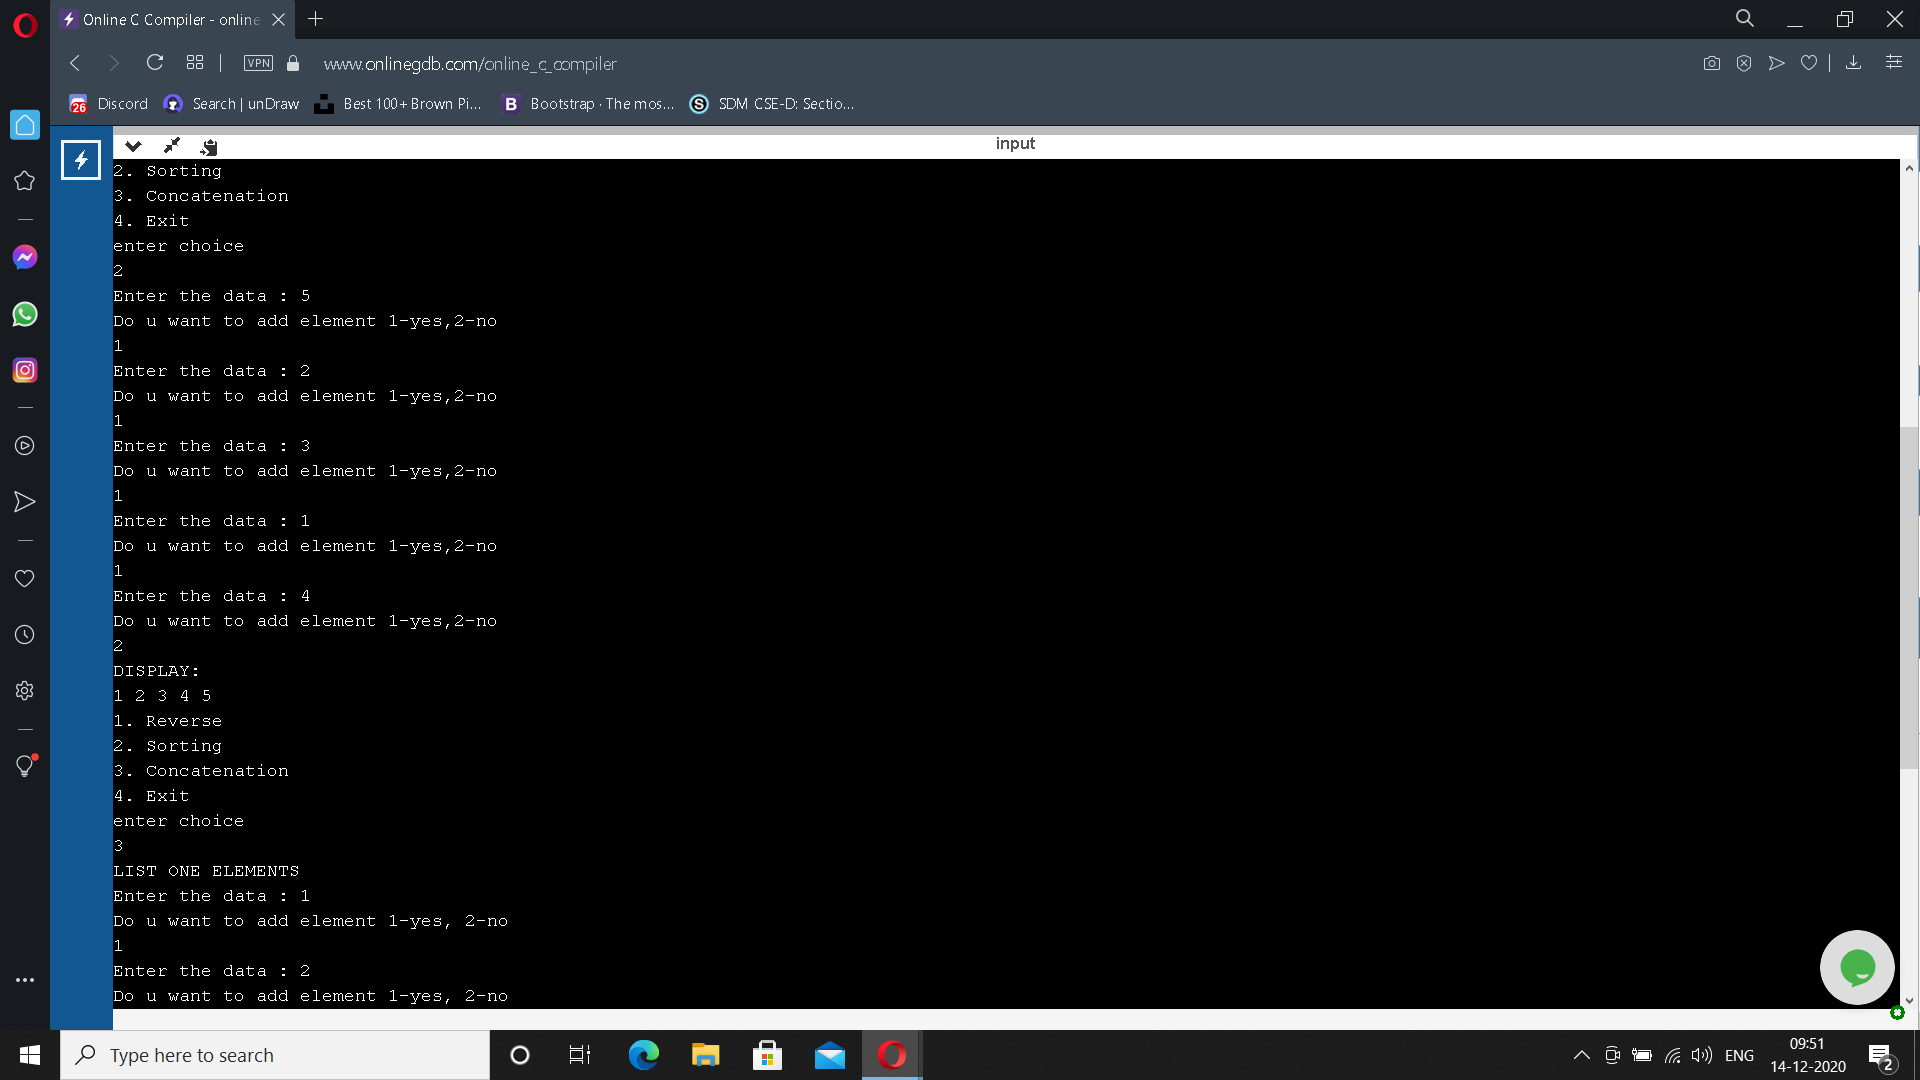 Online C Compiler - online
VPN
www.onlinegdb.com/online_c_compiler
26 Discord
Search | unDraw
Best 100+ Brown Pi...
B Bootstrap · The mos...
S SDM CSE-D: Sectio...
input
2. Sorting
3. Concatenation
4. Exit
enter choice
2
Enter the data : 5
Do u want to add element 1-yes,2-no
1
Enter the data : 2
Do u want to add element 1-yes,2-no
1
Enter the data : 3
Do u want to add element 1-yes,2-no
1
Enter the data : 1
Do u want to add element 1-yes,2-no
1
Enter the data : 4
Do u want to add element 1-yes,2-no
2
DISPLAY:
1 2 3 4 5
1. Reverse
2. Sorting
3. Concatenation
4. Exit
enter choice
3
LIST ONE ELEMENTS
Enter the data : 1
Do u want to add element 1-yes, 2-no
1
Enter the data : 2
Do u want to add element 1-yes, 2-no
Type here to search
ENG
09:51
14-12-2020
2